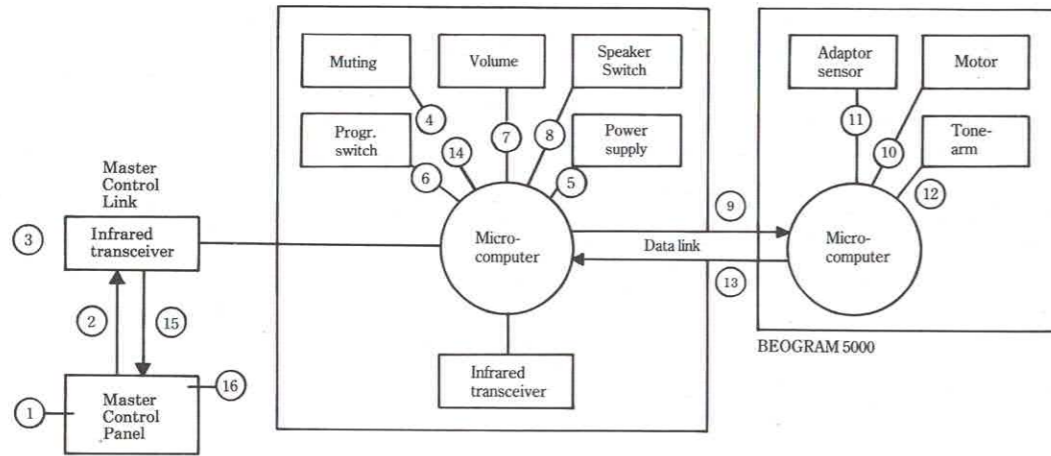 Muting
Volume
Speaker
Switch
4
Progr.
switch
14
7
8
Power
supply
6
5
Adaptor
sensor
Motor
11
10
Tone-
arm
12
Master
Control
Link
3
Infrared
transceiver
Micro-
computer
9
Data link
13
Micro-
computer
2
15
Infrared
transceiver
BEOGRAM 5000
1
Master
Control
Panel
16